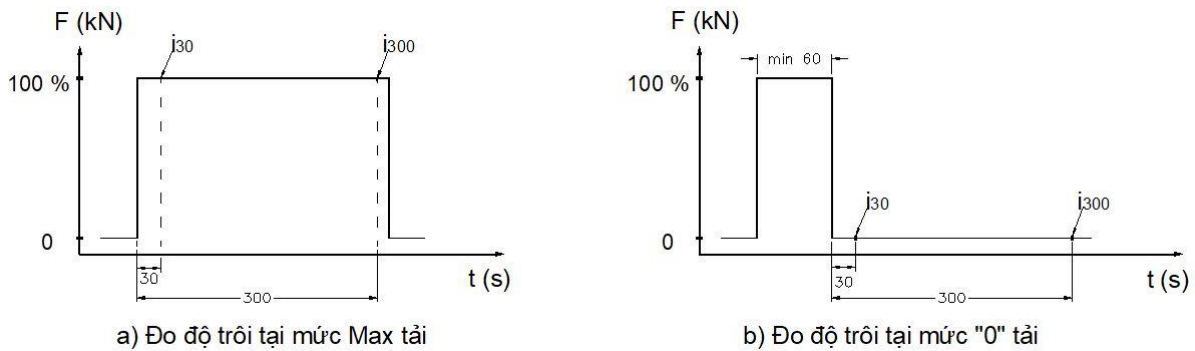 F (kN)
i30
i300
100 %
0
30
300
t (s)
a) Đo độ trôi tại mức Max tải
F (kN)
min 60
100 %
i30
i300
0
30
300
t (s)
b) Đo độ trôi tại mức "0" tải